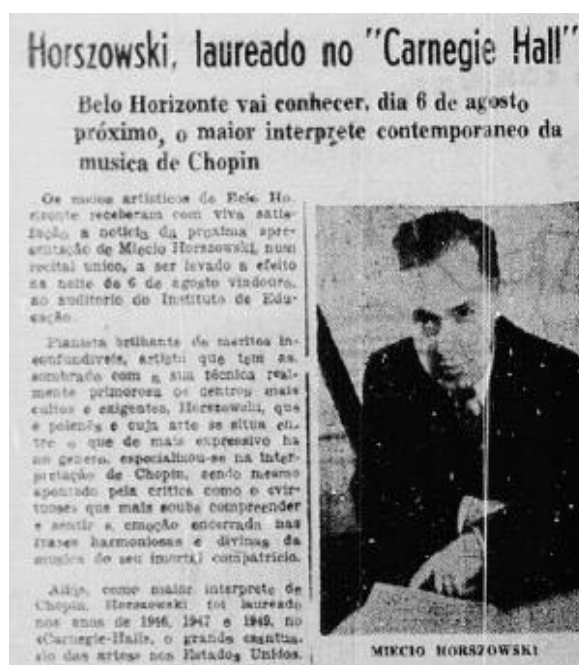 Horszowski, laureado no "Carnegie Hall"
Belo Horizonte vai conhecer, dia 6 de agosto
próximo, o maior interprete contemporaneo da
musica de Chopin
Os meios artisticos de Belo Ho-
rizonte receberam com viva satis-
fação a noticia da proxima apre-
sentação de Miecio Horszowski, num
recital unico, a ser levado a efeito
na noite de 6 de agosto vindouro,
no auditorio do Instituto de Edu-
cação.
Pianista brilhante de meritos in-
confundiveis, artista que tem as-
sombrado com a sua técnica real-
mente primorosa os centros mais
cultos e exigentes, Horszowski, que
é polonês e cuja arte se situa en-
tre o que de mais expressivo ha
no genero, especializou-se na inter-
pretação de Chopin, sendo mesmo
apontado pela critica como o «vir-
tuose» que mais soube compreender
e sentir a emoção encerrada nas
frases harmoniosas e divinas da
musica do seu imortal compatricio.
Aliás, como maior interprete de
Chopin, Horszowski foi laureado
nos anos de 1946, 1947 e 1949, no
«Carnegie-Hall», o grande santua-
rio das artes nos Estados Unidos.
MIECIO HORSZOWSKI